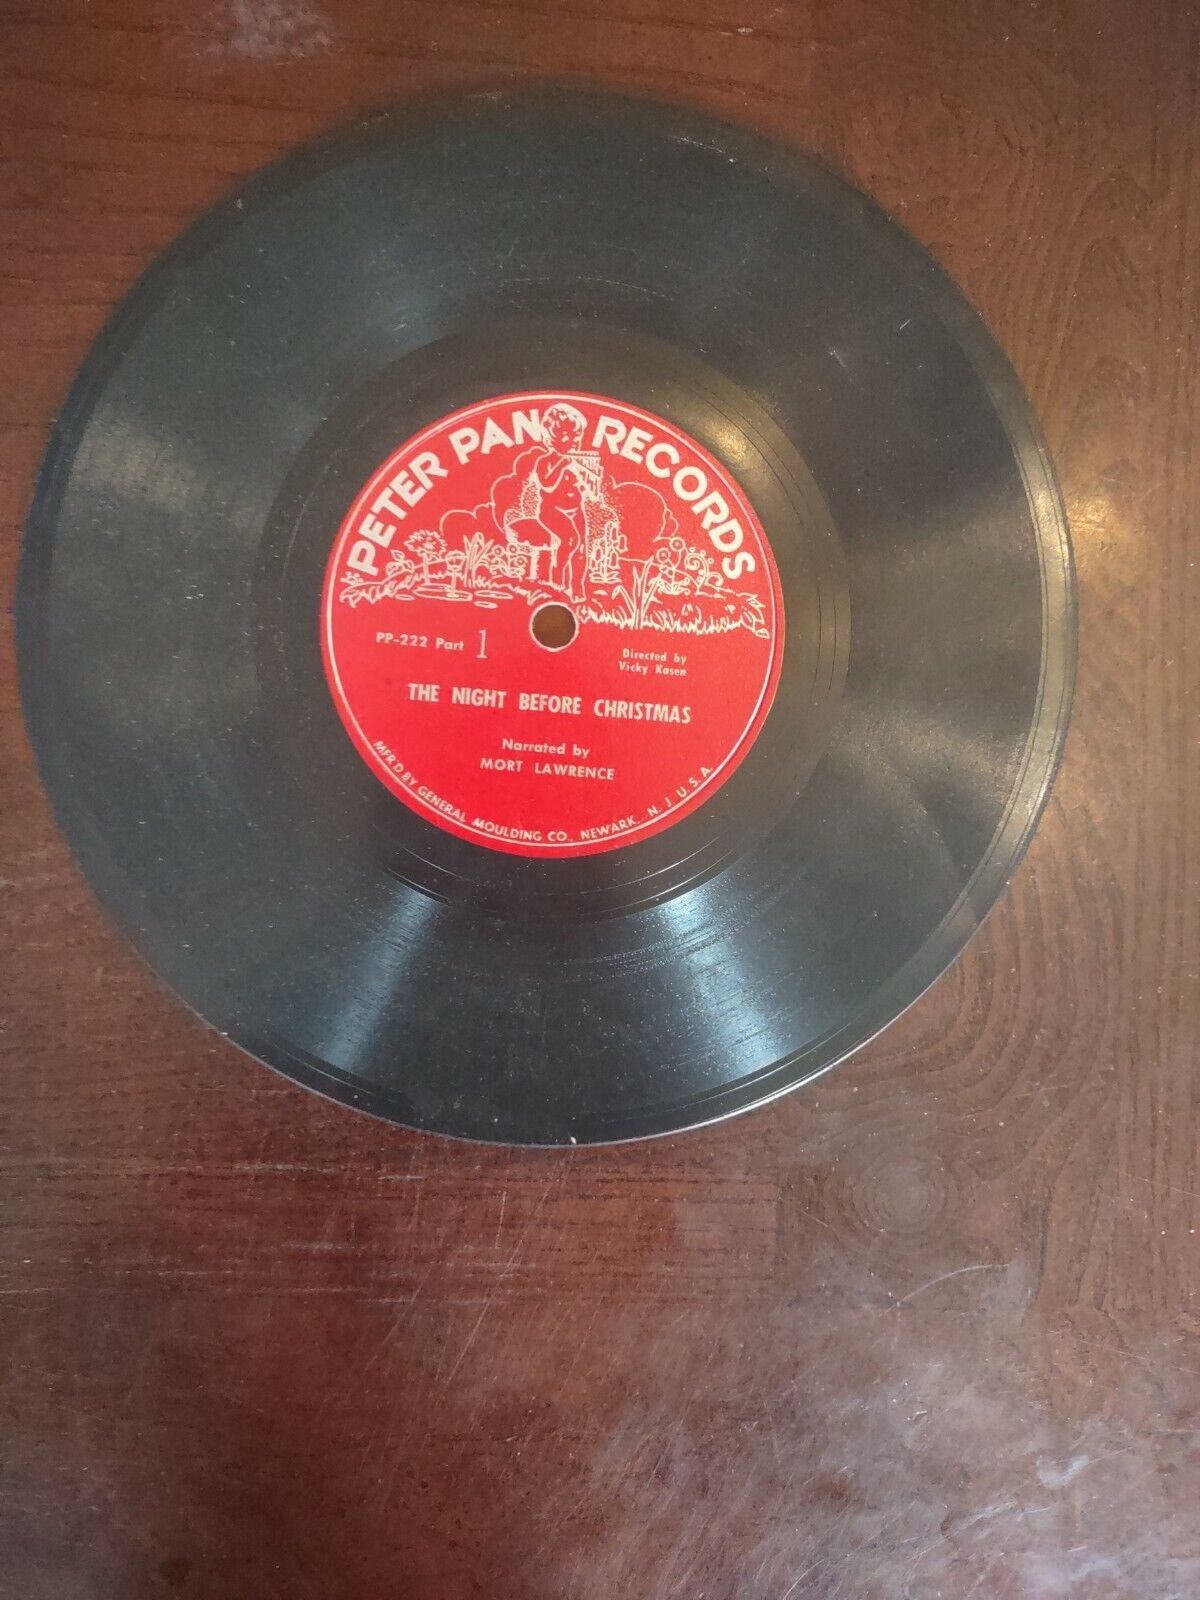 PETER PAN RECORDS
PP-222 Part 1
Directed by
Vicky Kasen
THE NIGHT BEFORE CHRISTMAS
Narrated by
MORT LAWRENCE
MFR'D BY GENERAL MOULDING CO., NEWARK, N. J. U. S. A.